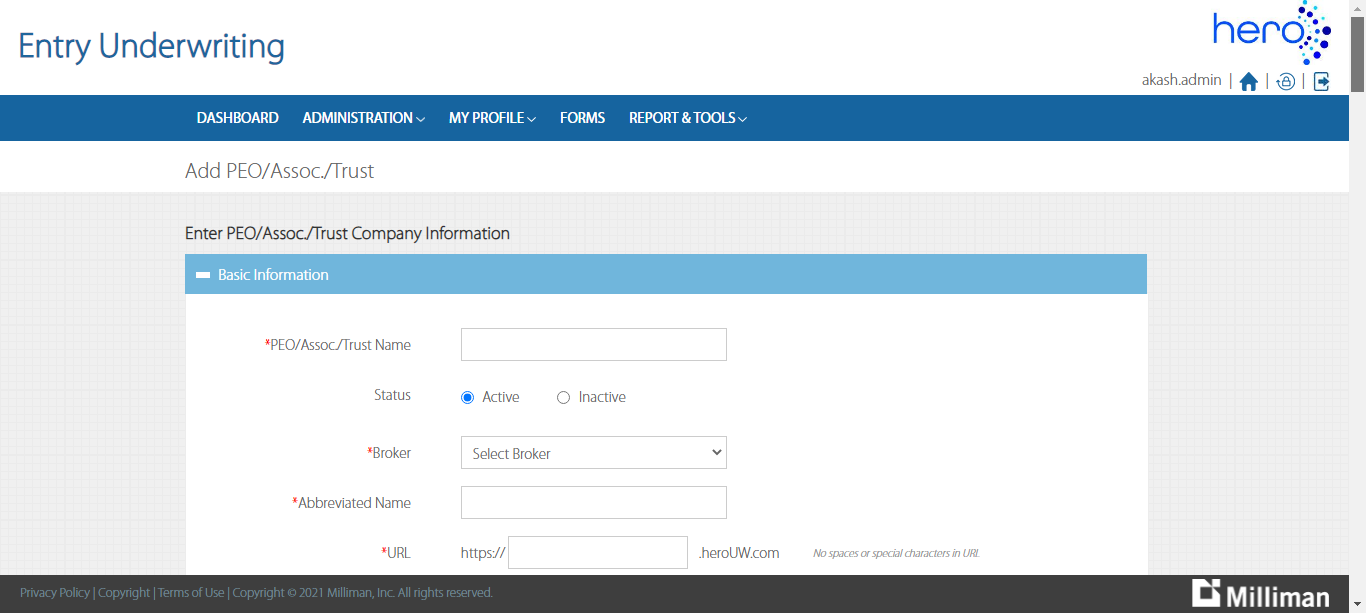 Entry Underwriting
hero
akash.admin | | |
DASHBOARD ADMINISTRATION MY PROFILE FORMS REPORT & TOOLS
Add PEO/Assoc./Trust
Enter PEO/Assoc./Trust Company Information
Basic Information
*PEO/Assoc./Trust Name
Status Active Inactive
*Broker Select Broker
*Abbreviated Name
*URL https:// .heroUW.com No spaces or special characters in URL
Privacy Policy | Copyright | Terms of Use | Copyright © 2021 Milliman, Inc. All rights reserved.
Milliman